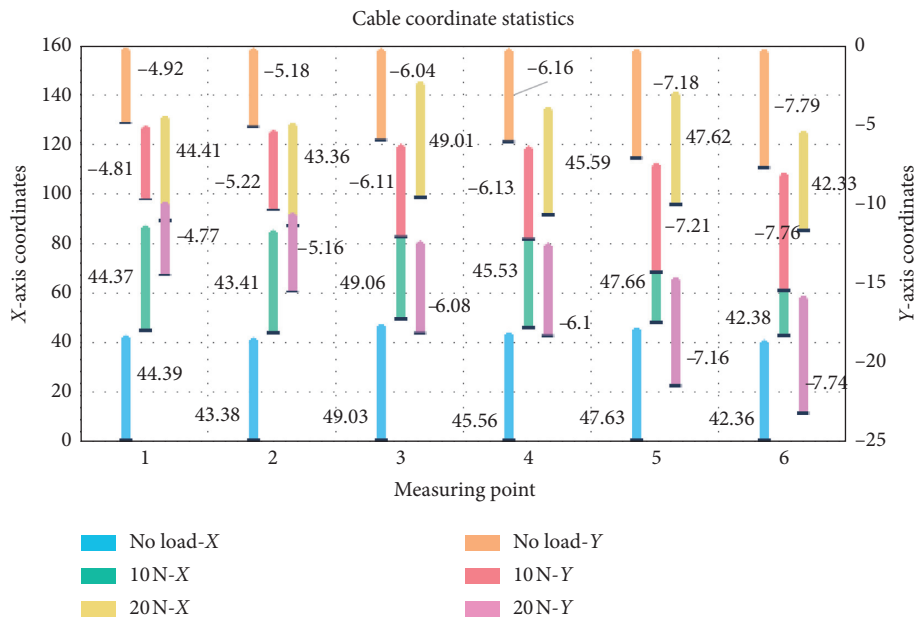 Cable coordinate statistics
160 0
140
120 −5
100
80 −10
60 −15
40
20 −20
0 −25
X-axis coordinates
Y-axis coordinates
−4.92 −5.18 −6.04 −6.16 −7.18 −7.79
−4.81 44.41 −5.22 43.36 −6.11 49.01 −6.13 45.59 47.62 −7.21 −7.76 42.33
44.37 −4.77 43.41 −5.16 49.06 −6.08 45.53 −6.1 47.66 −7.16 42.38 −7.74
44.39 43.38 49.03 45.56 47.63 42.36
1 2 3 4 5 6
Measuring point
No load-X No load-Y
10 N-X 10 N-Y
20 N-X 20 N-Y